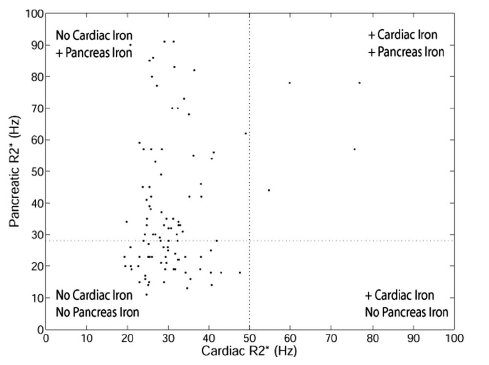 100
90
80
70
60
50
40
30
20
10
0
No Cardiac Iron
+ Pancreas Iron
+ Cardiac Iron
+ Pancreas Iron
No Cardiac Iron
No Pancreas Iron
+ Cardiac Iron
No Pancreas Iron
Pancreatic R2* (Hz)
0 10 20 30 40 50 60 70 80 90 100
Cardiac R2* (Hz)